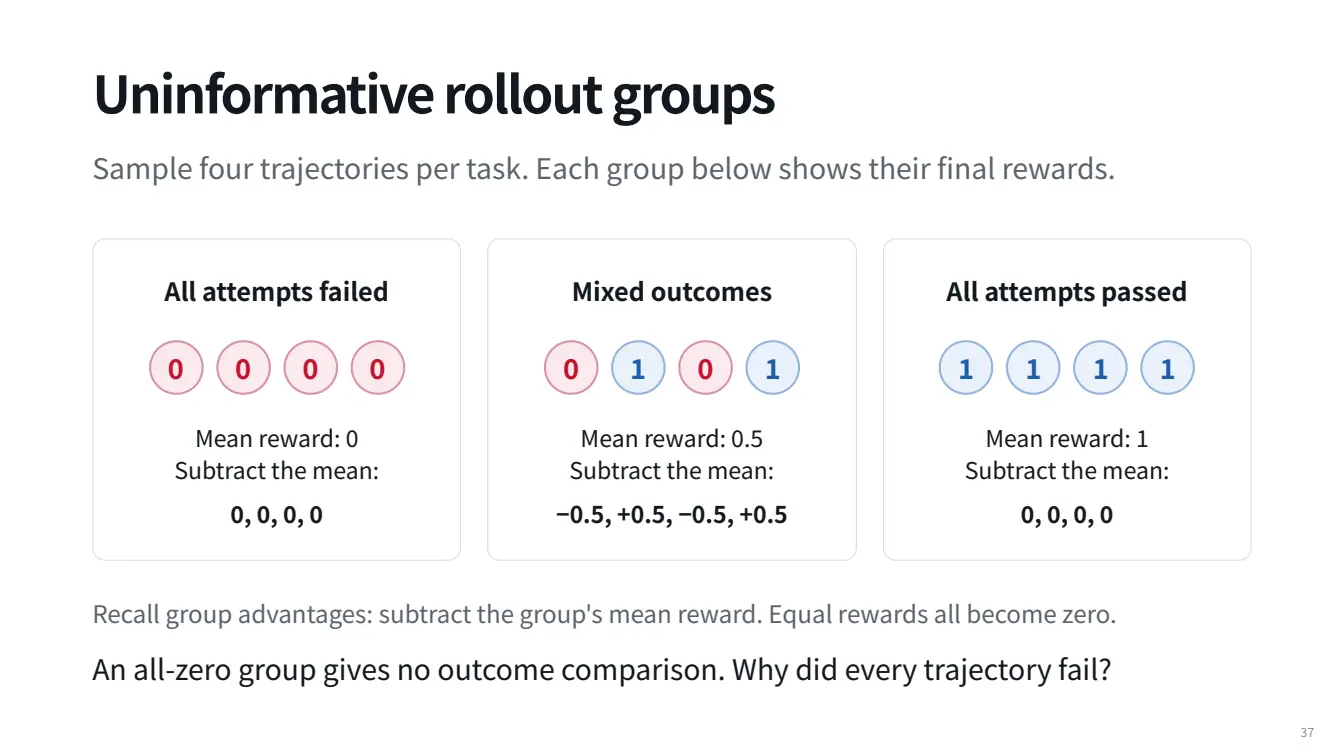 Uninformative rollout groups
Sample four trajectories per task. Each group below shows their final rewards.
All attempts failed
0 0 0 0
Mean reward: 0
Subtract the mean:
0, 0, 0, 0
Mixed outcomes
0 1 0 1
Mean reward: 0.5
Subtract the mean:
−0.5, +0.5, −0.5, +0.5
All attempts passed
1 1 1 1
Mean reward: 1
Subtract the mean:
0, 0, 0, 0
Recall group advantages: subtract the group's mean reward. Equal rewards all become zero.
An all-zero group gives no outcome comparison. Why did every trajectory fail?
37